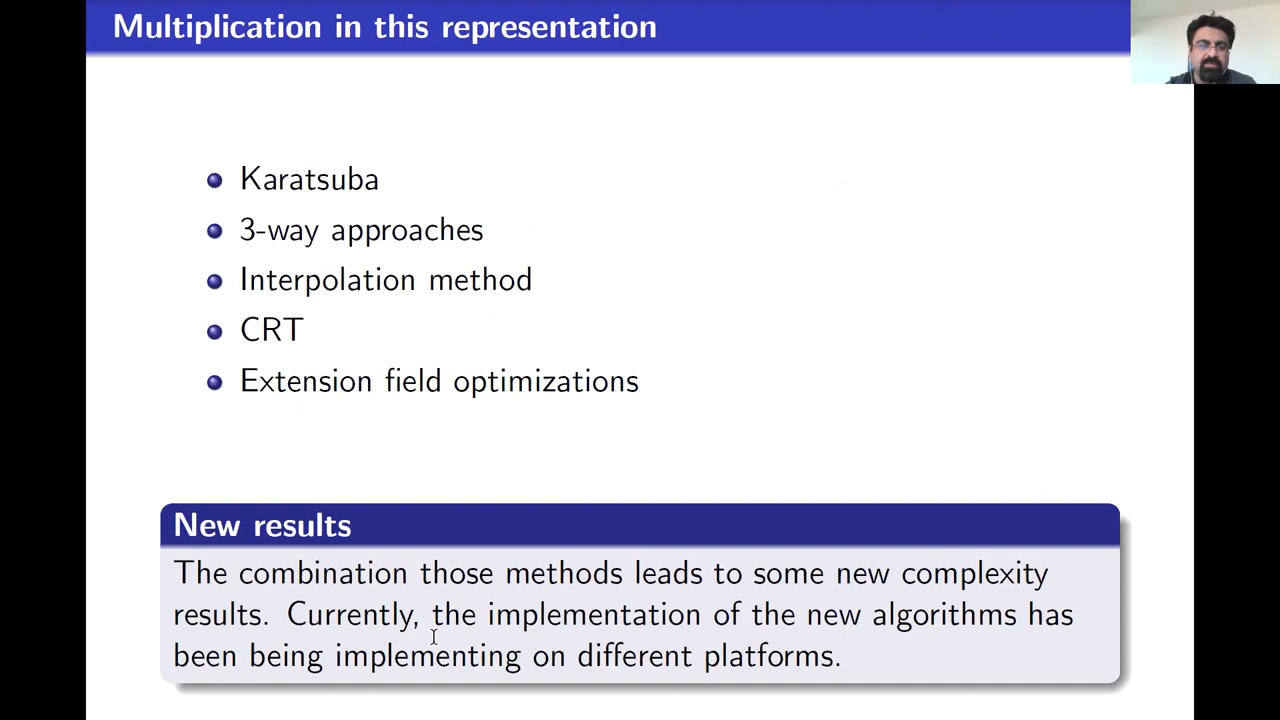 Multiplication in this representation
Karatsuba
3-way approaches
Interpolation method
CRT
Extension field optimizations
New results
The combination those methods leads to some new complexity
results. Currently, the implementation of the new algorithms has
been being implementing on different platforms.